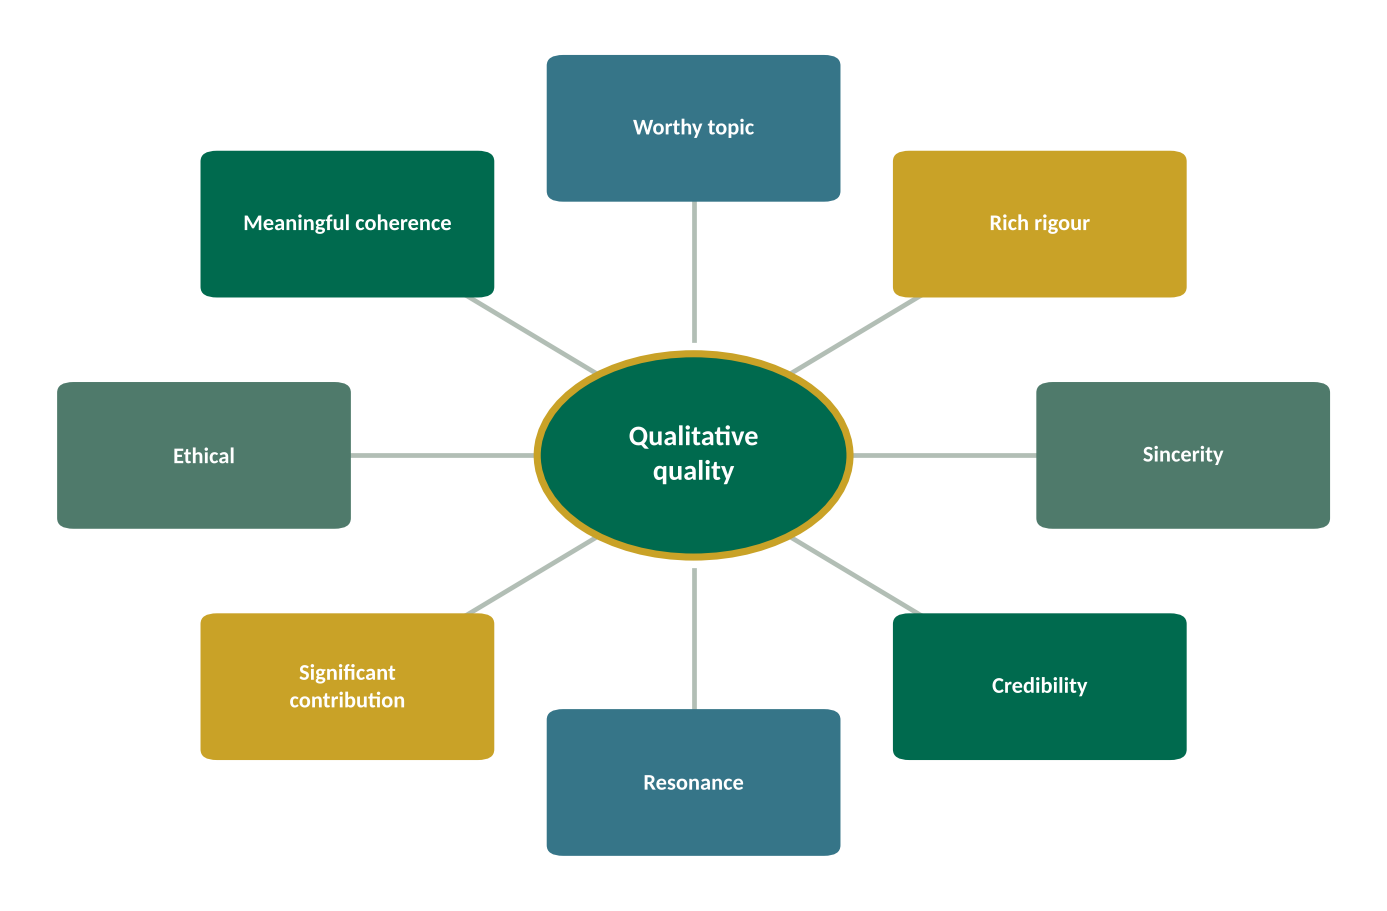 Worthy topic
Meaningful coherence
Rich rigour
Qualitative
quality
Ethical
Sincerity
Significant
contribution
Credibility
Resonance